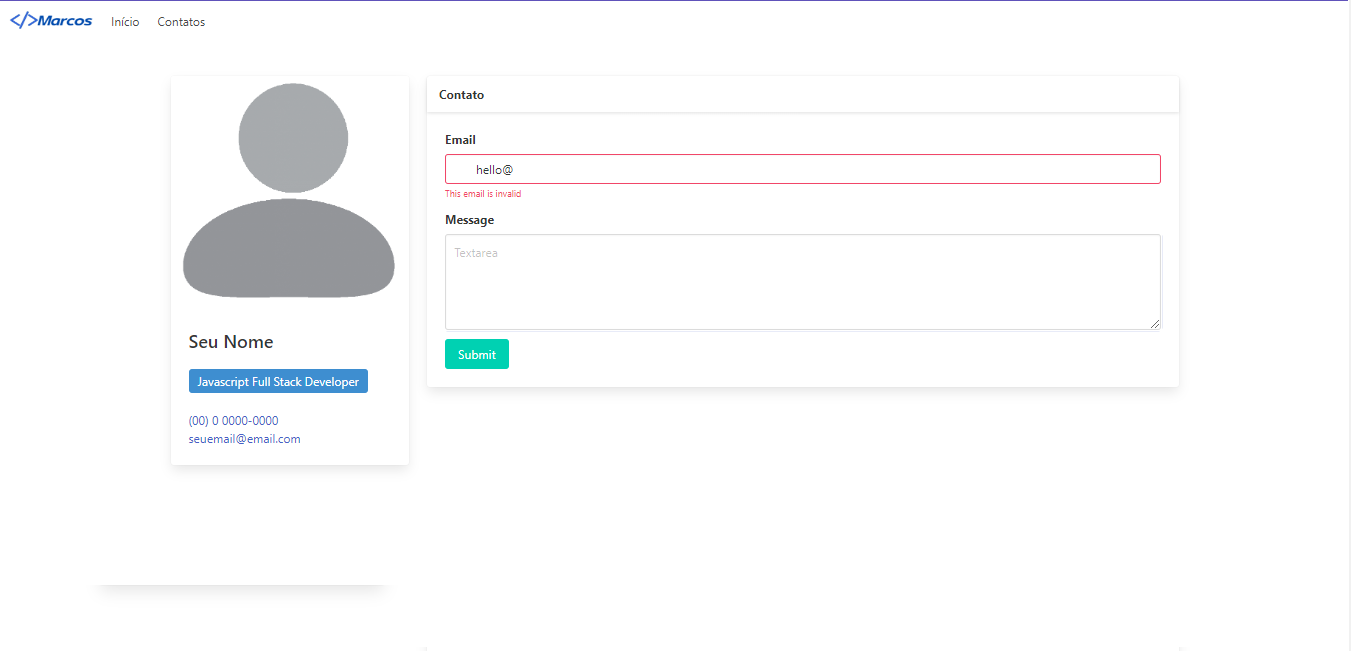 </>Marcos
Início
Contatos
Seu Nome
Javascript Full Stack Developer
(00) 0 0000-0000
seuemail@email.com
Contato
Email
hello@
This email is invalid
Message
Textarea
Submit